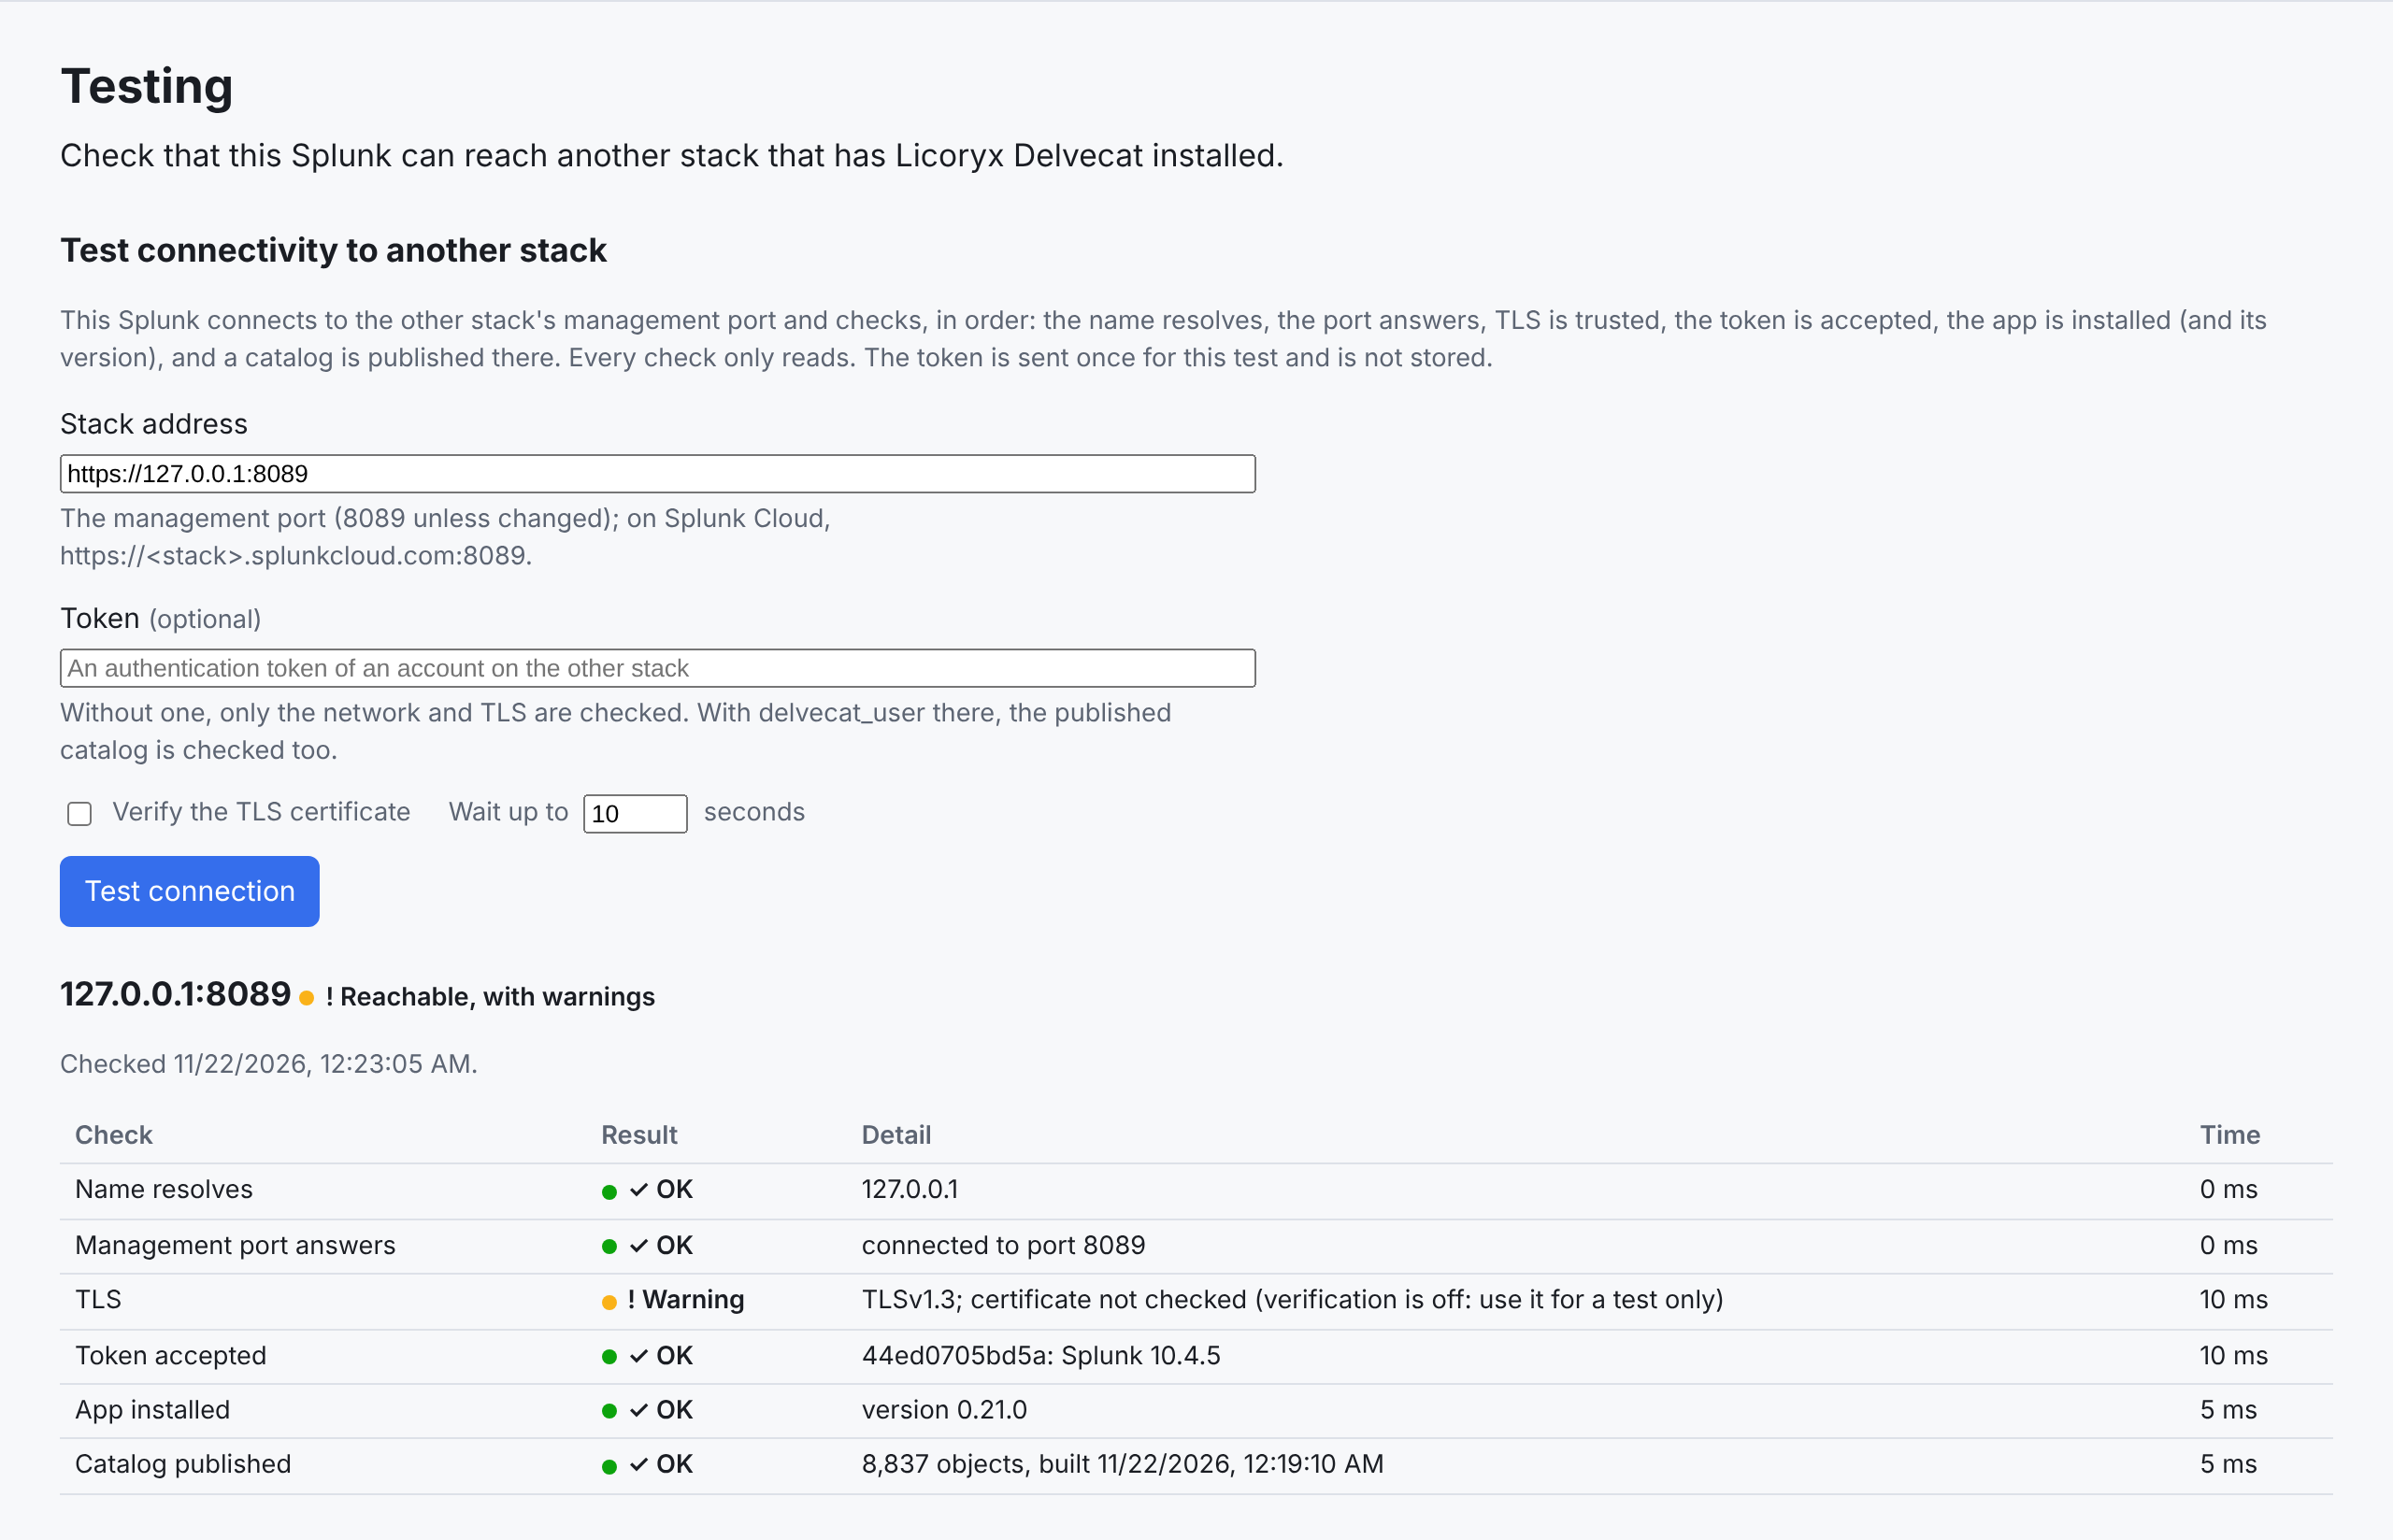 Testing
Check that this Splunk can reach another stack that has Licoryx Delvecat installed.
Test connectivity to another stack
This Splunk connects to the other stack's management port and checks, in order: the name resolves, the port answers, TLS is trusted, the token is accepted, the app is installed (and its
version), and a catalog is published there. Every check only reads. The token is sent once for this test and is not stored.
Stack address
https://127.0.0.1:8089
The management port (8089 unless changed); on Splunk Cloud,
https://<stack>.splunkcloud.com:8089.
Token (optional)
An authentication token of an account on the other stack
Without one, only the network and TLS are checked. With delvecat_user there, the published
catalog is checked too.
Verify the TLS certificate Wait up to 10 seconds
Test connection
127.0.0.1:8089 ! Reachable, with warnings
Checked 11/22/2026, 12:23:05 AM.
Check Result Detail Time
Name resolves ✓ OK 127.0.0.1 0 ms
Management port answers ✓ OK connected to port 8089 0 ms
TLS ! Warning TLSv1.3; certificate not checked (verification is off: use it for a test only) 10 ms
Token accepted ✓ OK 44ed0705bd5a: Splunk 10.4.5 10 ms
App installed ✓ OK version 0.21.0 5 ms
Catalog published ✓ OK 8,837 objects, built 11/22/2026, 12:19:10 AM 5 ms